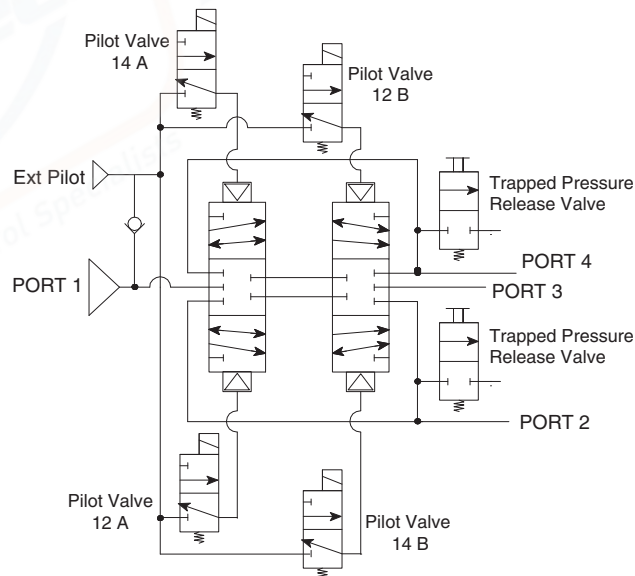 Pilot Valve
14 A
Pilot Valve
12 B
Ext Pilot
Trapped Pressure
Release Valve
PORT 4
PORT 1
PORT 3
Trapped Pressure
Release Valve
PORT 2
Pilot Valve
12 A
Pilot Valve
14 B